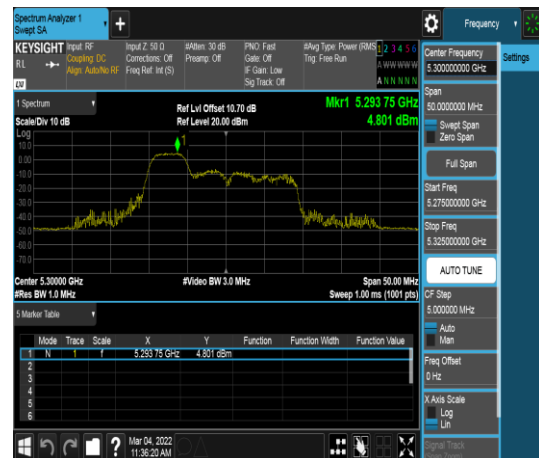 Spectrum Analyzer 1
Swept SA
+
Frequency
KEYSIGHT
RL
Input: RF
Coupling: DC
Align: Auto/No RF
Input Z: 50 Ω
Corrections: Off
Freq Ref: Int (S)
#Atten: 30 dB
Preamp: Off
PNO: Fast
Gate: Off
IF Gain: Low
Sig Track: Off
#Avg Type: Power (RMS
Trig: Free Run
1 2 3 4 5 6
A W W W W W
A N N N N N
LXI
1 Spectrum
Scale/Div 10 dB
Ref Lvl Offset 10.70 dB
Ref Level 20.00 dBm
Mkr1 5.293 75 GHz
4.801 dBm
Log
10.0
0.00
-10.0
-20.0
-30.0
-40.0
-50.0
-60.0
-70.0
1
Center 5.30000 GHz
#Res BW 1.0 MHz
#Video BW 3.0 MHz
Span 50.00 MHz
Sweep 1.00 ms (1001 pts)
5 Marker Table
Mode Trace Scale X Y Function Function Width Function Value
1 N 1 f 5.293 75 GHz 4.801 dBm
2
3
4
5
6
Mar 04, 2022
11:36:20 AM
Center Frequency
5.300000000 GHz
Settings
Span
50.0000000 MHz
Swept Span
Zero Span
Full Span
Start Freq
5.275000000 GHz
Stop Freq
5.325000000 GHz
AUTO TUNE
CF Step
5.000000 MHz
Auto
Man
Freq Offset
0 Hz
X Axis Scale
Log
Lin
Signal Track